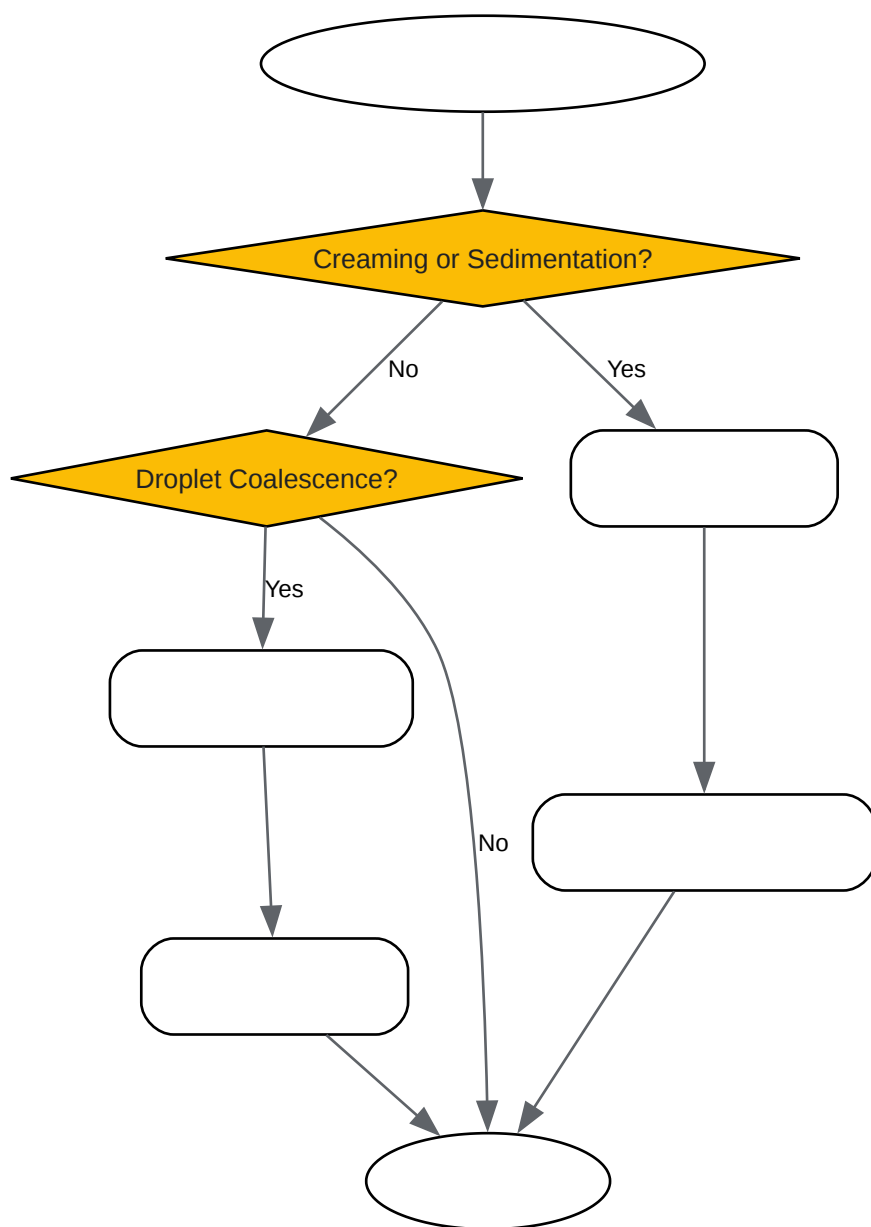 Creaming or Sedimentation?
No
Yes
Droplet Coalescence?
Yes
No